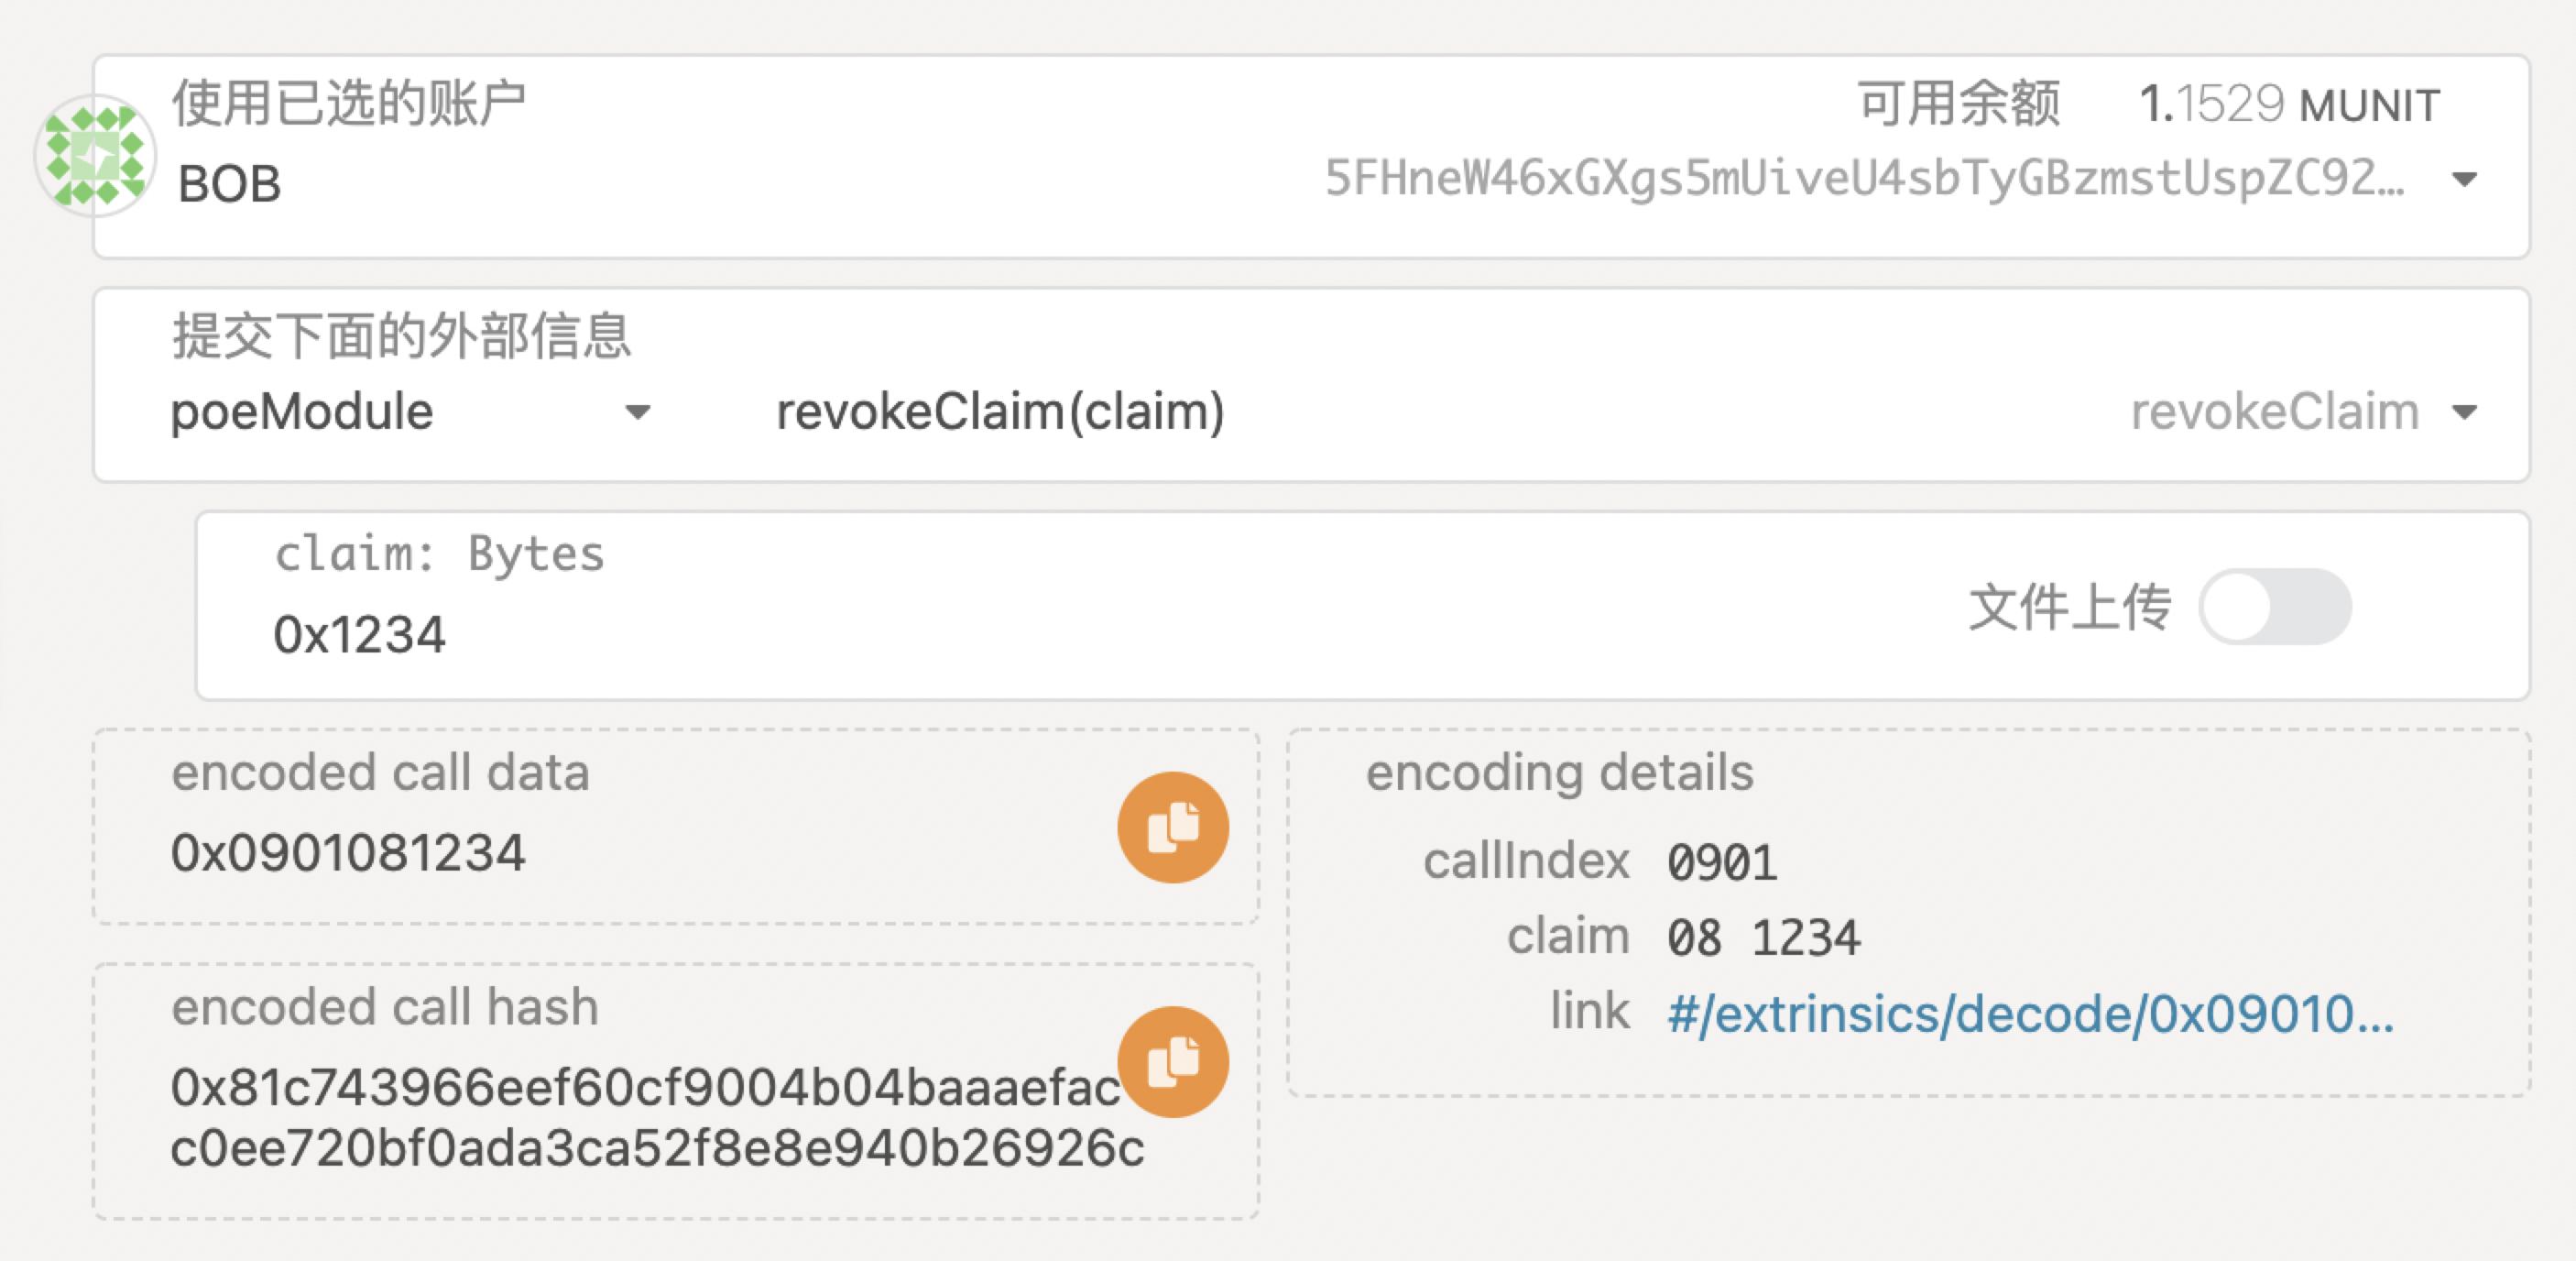 使用已选的账户
可用余额 1.1529 MUNIT
BOB
5FHneW46xGXgs5mUiveU4sbTyGBzmstUspZC92…
提交下面的外部信息
poeModule
revokeClaim(claim)
revokeClaim
claim: Bytes
0x1234
文件上传
encoded call data
0x0901081234
encoded call hash
0x81c743966eef60cf9004b04baaaefac
c0ee720bf0ada3ca52f8e8e940b26926c
encoding details
callIndex 0901
claim 08 1234
link #/extrinsics/decode/0x09010...